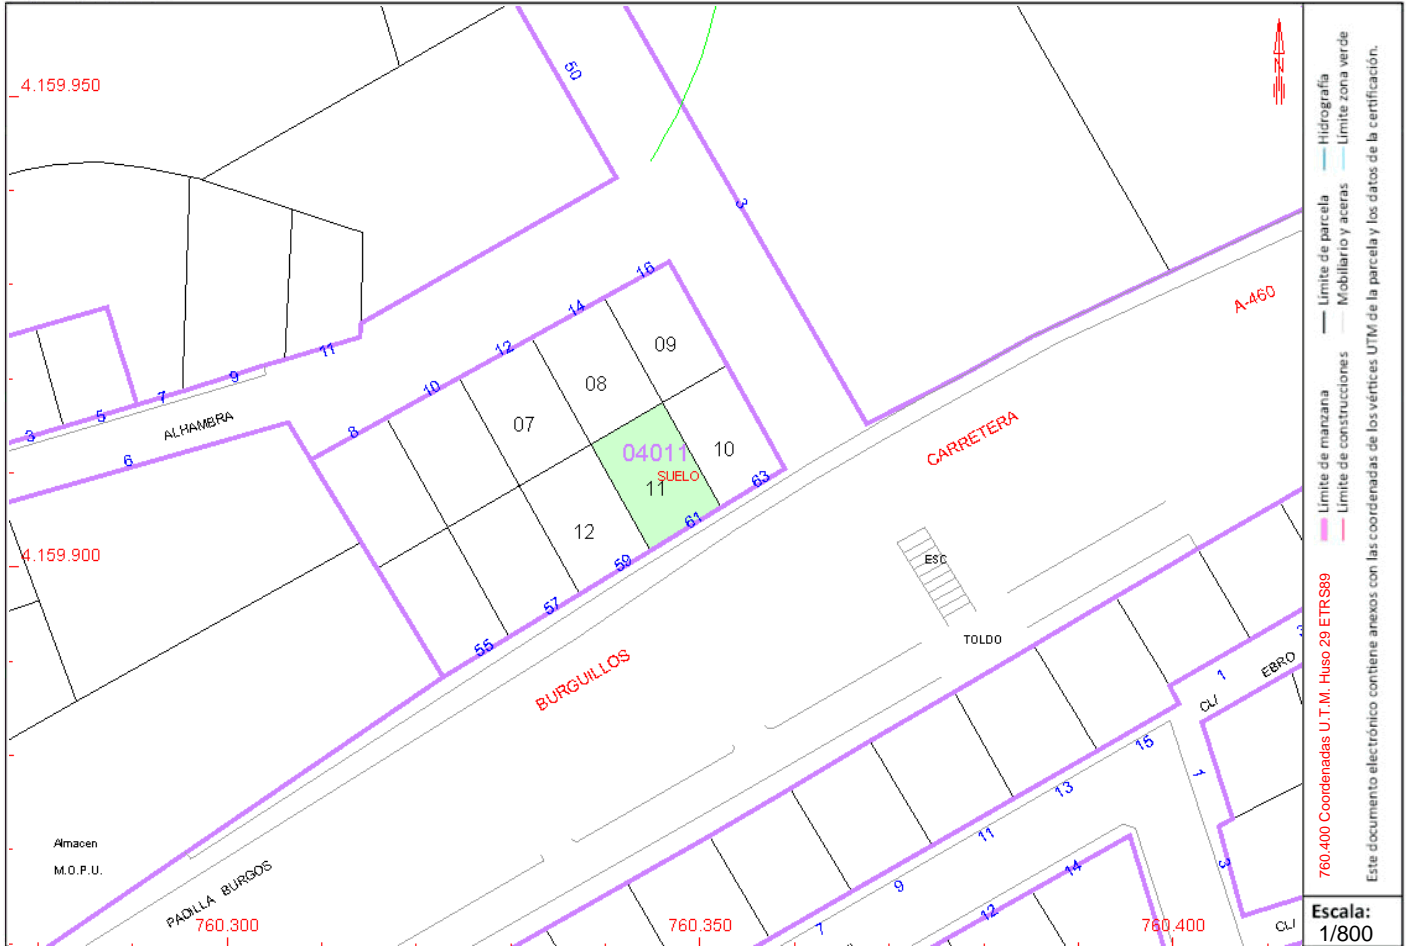 4.159.950
50
3
16
14
12
10
8
11
9
7
5
3
6
ALHAMBRA
09
08
07
04011
SUELO
10
11
12
63
61
59
57
55
4.159.900
A-460
CARRETERA
BURGUILLOS
ESC
TOLDO
EBRO
CL/
1
3
15
13
11
9
7
14
12
1
3
CL/
Almacen
M.O.P.U.
PADILLA BURGOS
760.300
760.350
760.400
N
760.400 Coordenadas U.T.M. Huso 29 ETRS89
Límite de manzana
Límite de parcela
Hidrografía
Límite de construcciones
Mobiliario y aceras
Límite zona verde
Este documento electrónico contiene anexos con las coordenadas de los vértices UTM de la parcela y los datos de la certificación.
Escala:
1/800